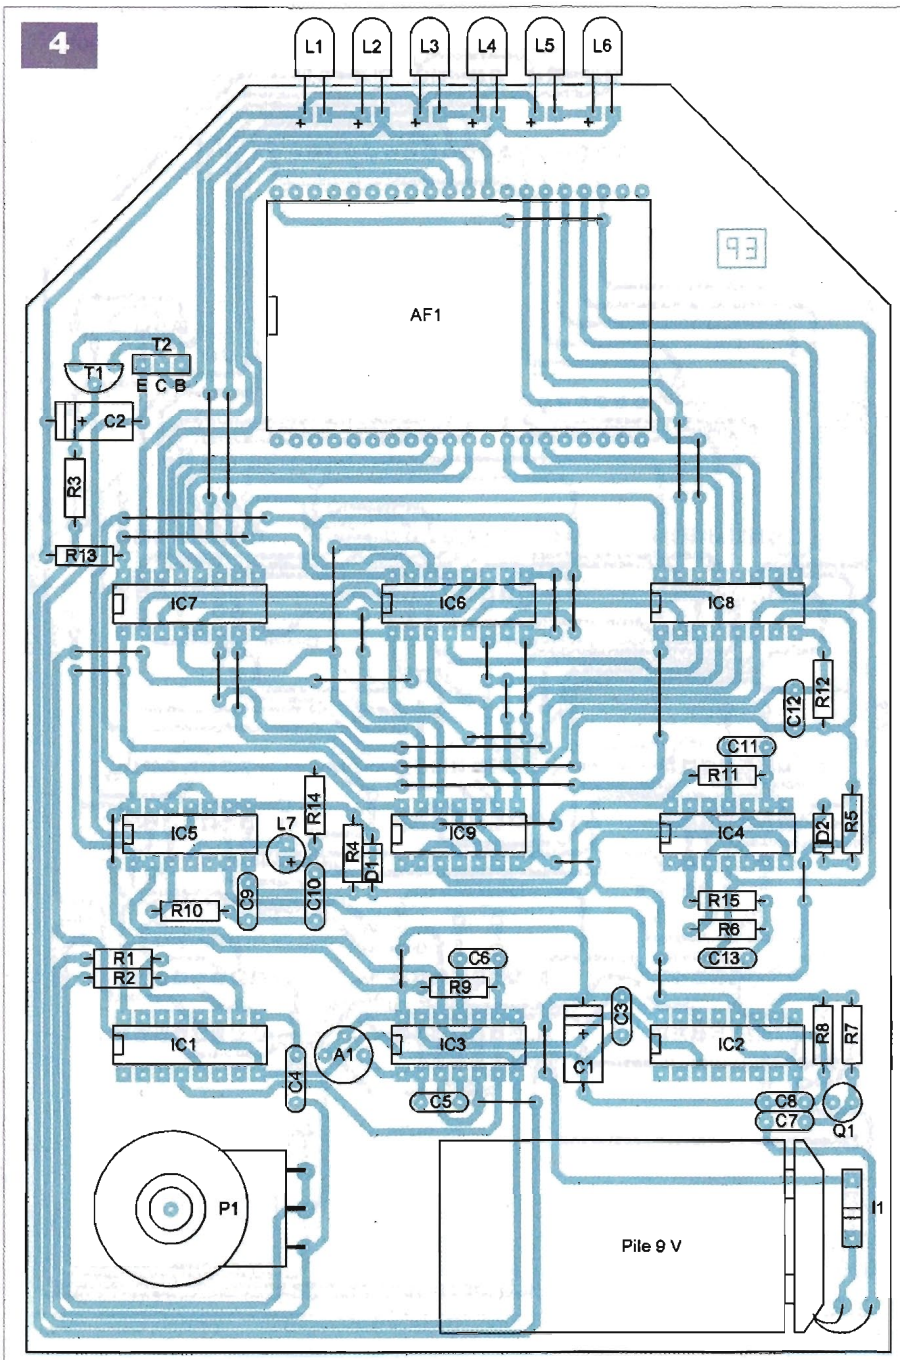 4
L1 L2 L3 L4 L5 L6
+ + + + + +
E9
AF1
T2
T1
E C B
+ C2
R3
R13
IC7 IC6 IC8
R12
C12
C11
R11
R14
IC5 L7 IC9 IC4
+ R4 D1 D2 R5
C9 C10
R10 R15
R6
C6 C13
R1
R2 R9
C3
IC1 A1 IC3 + IC2 R8 R7
C1
C4
C5 C8
C7
Q1
P1 I1
Pile 9 V